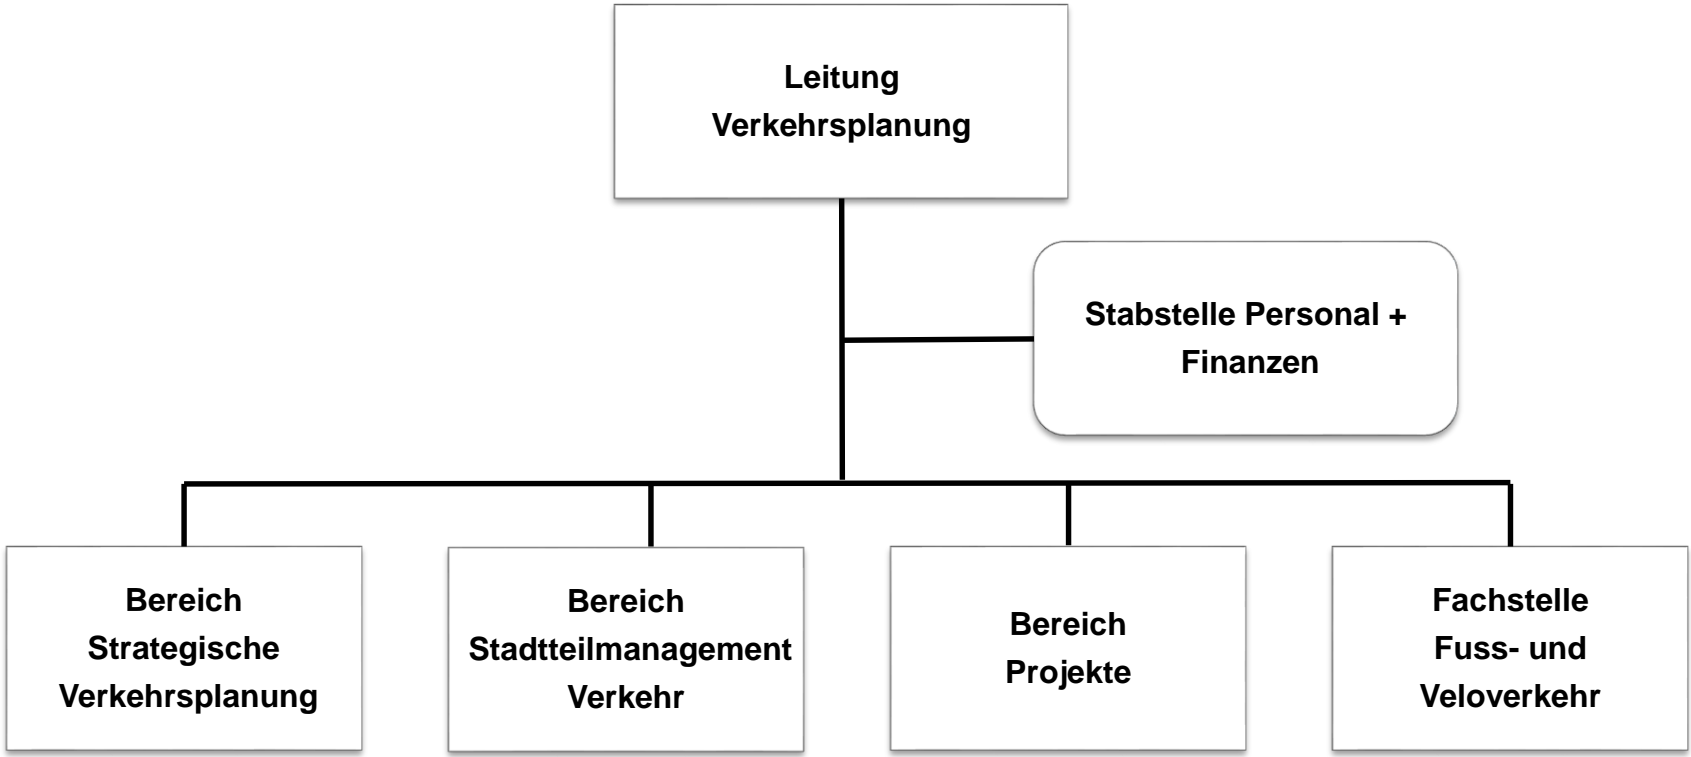 Leitung
Verkehrsplanung
Stabstelle Personal +
Finanzen
Bereich
Strategische
Verkehrsplanung
Bereich
Stadtteilmanagement
Verkehr
Bereich
Projekte
Fachstelle
Fuss- und
Veloverkehr